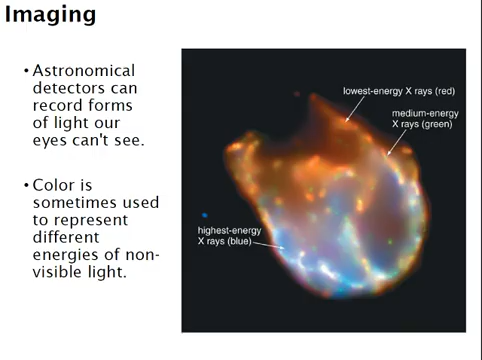 Imaging
• Astronomical
detectors can
record forms
of light our
eyes can't see.
• Color is
sometimes used
to represent
different
energies of non-
visible light.
lowest-energy X rays (red)
medium-energy
X rays (green)
highest-energy
X rays (blue)